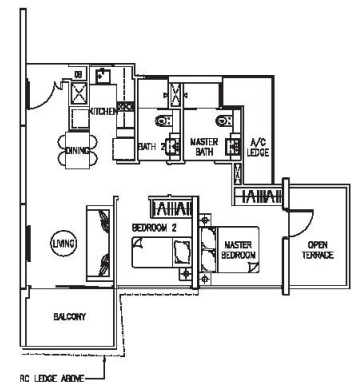 DB
KITCHEN
DINING
BATH 2
MASTER
BATH
A/C
LEDGE
LIVING
BEDROOM 2
MASTER
BEDROOM
OPEN
TERRACE
BALCONY
RC LEDGE ABOVE